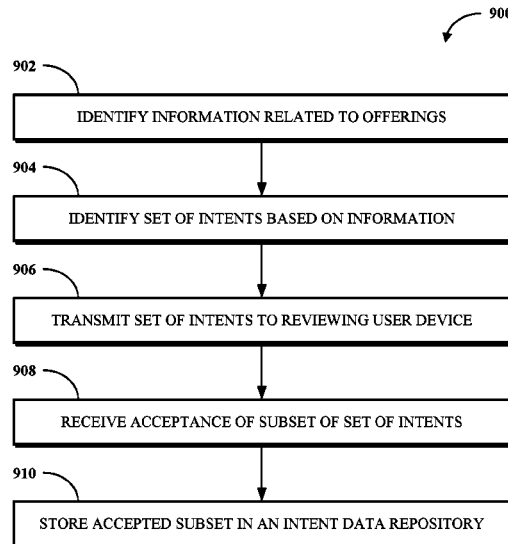 900
902
IDENTIFY INFORMATION RELATED TO OFFERINGS
904
IDENTIFY SET OF INTENTS BASED ON INFORMATION
906
TRANSMIT SET OF INTENTS TO REVIEWING USER DEVICE
908
RECEIVE ACCEPTANCE OF SUBSET OF SET OF INTENTS
910
STORE ACCEPTED SUBSET IN AN INTENT DATA REPOSITORY